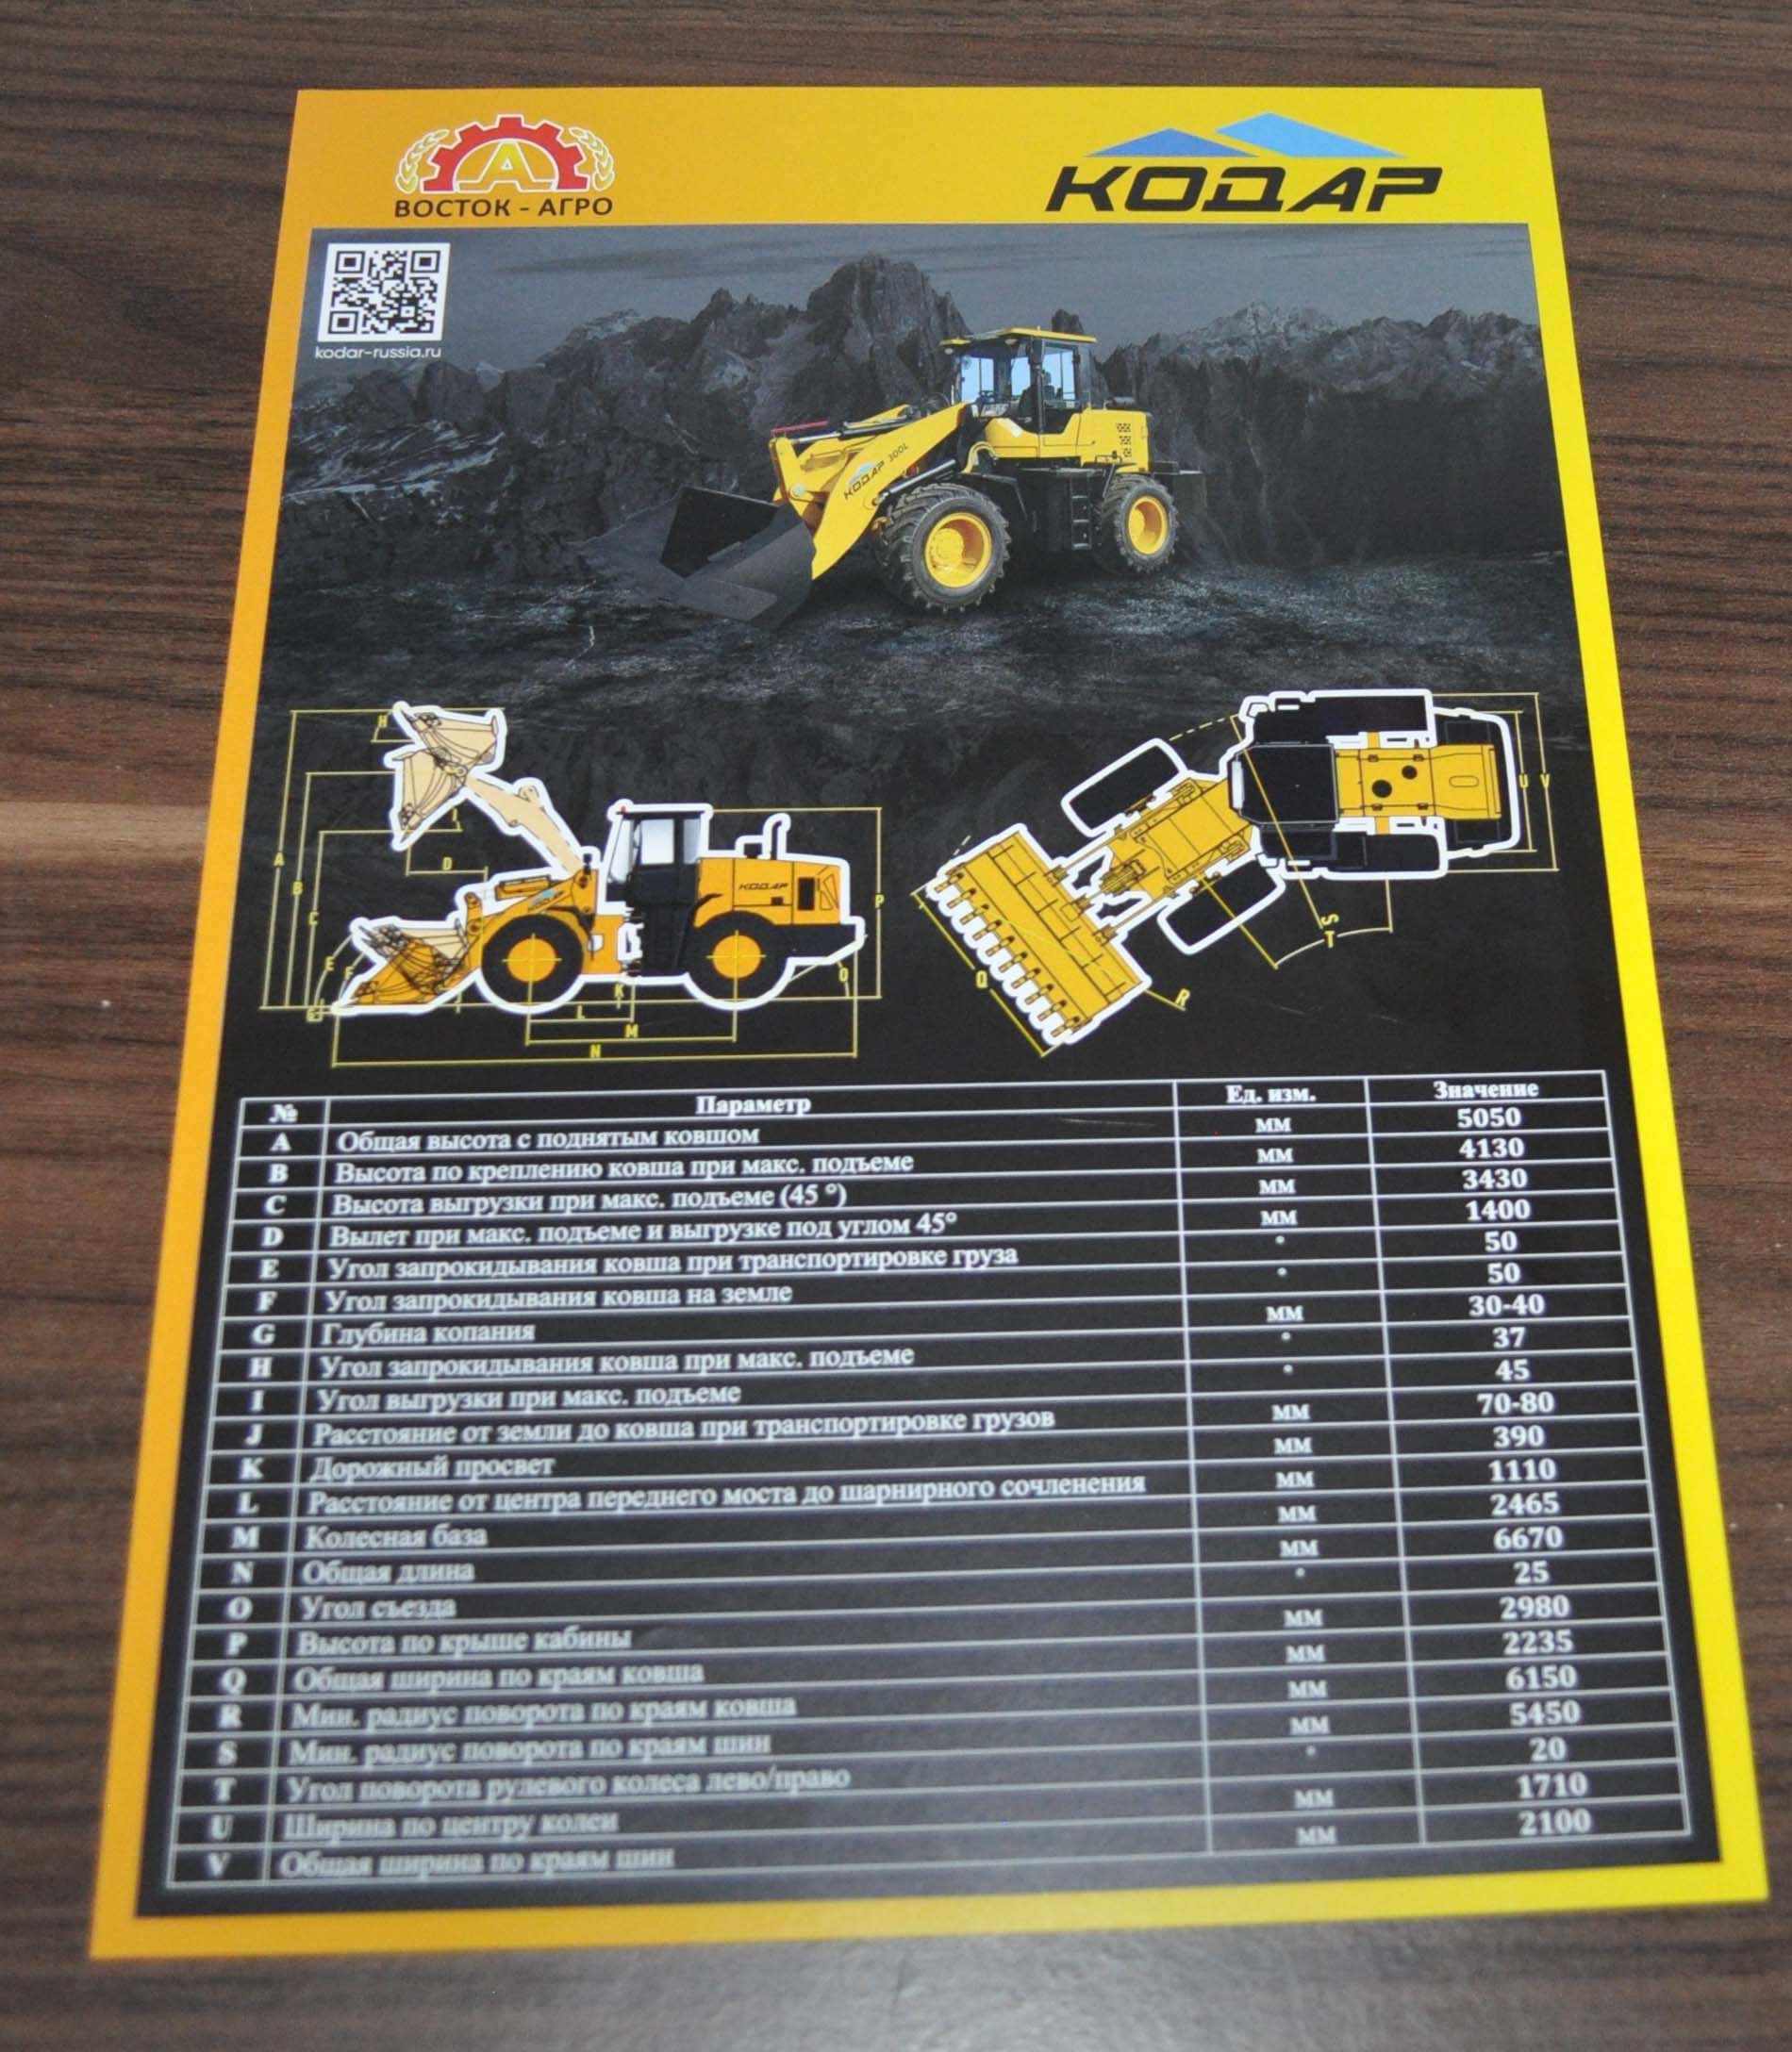 ВОСТОК - АГРО
КОДАР
kodar-russia.ru
КОДАР 300L
H
A
B
C
D
E
F
G
I
КОДАР
P
O
K
L
M
N
U
V
S
T
Q
R
№ Параметр Ед. изм. Значение
A Общая высота с поднятым ковшом мм 5050
B Высота по креплению ковша при макс. подъеме мм 4130
C Высота выгрузки при макс. подъеме (45 °) мм 3430
D Вылет при макс. подъеме и выгрузке под углом 45° мм 1400
E Угол запрокидывания ковша при транспортировке груза ° 50
F Угол запрокидывания ковша на земле ° 50
G Глубина копания мм 30-40
H Угол запрокидывания ковша при макс. подъеме ° 37
I Угол выгрузки при макс. подъеме ° 45
J Расстояние от земли до ковша при транспортировке грузов мм 70-80
K Дорожный просвет мм 390
L Расстояние от центра переднего моста до шарнирного сочленения мм 1110
M Колесная база мм 2465
N Общая длина мм 6670
O Угол съезда ° 25
P Высота по крыше кабины мм 2980
Q Общая ширина по краям ковша мм 2235
R Мин. радиус поворота по краям ковша мм 6150
S Мин. радиус поворота по краям шин мм 5450
T Угол поворота рулевого колеса лево/право ° 20
U Ширина по центру колеи мм 1710
V Общая ширина по краям шин мм 2100